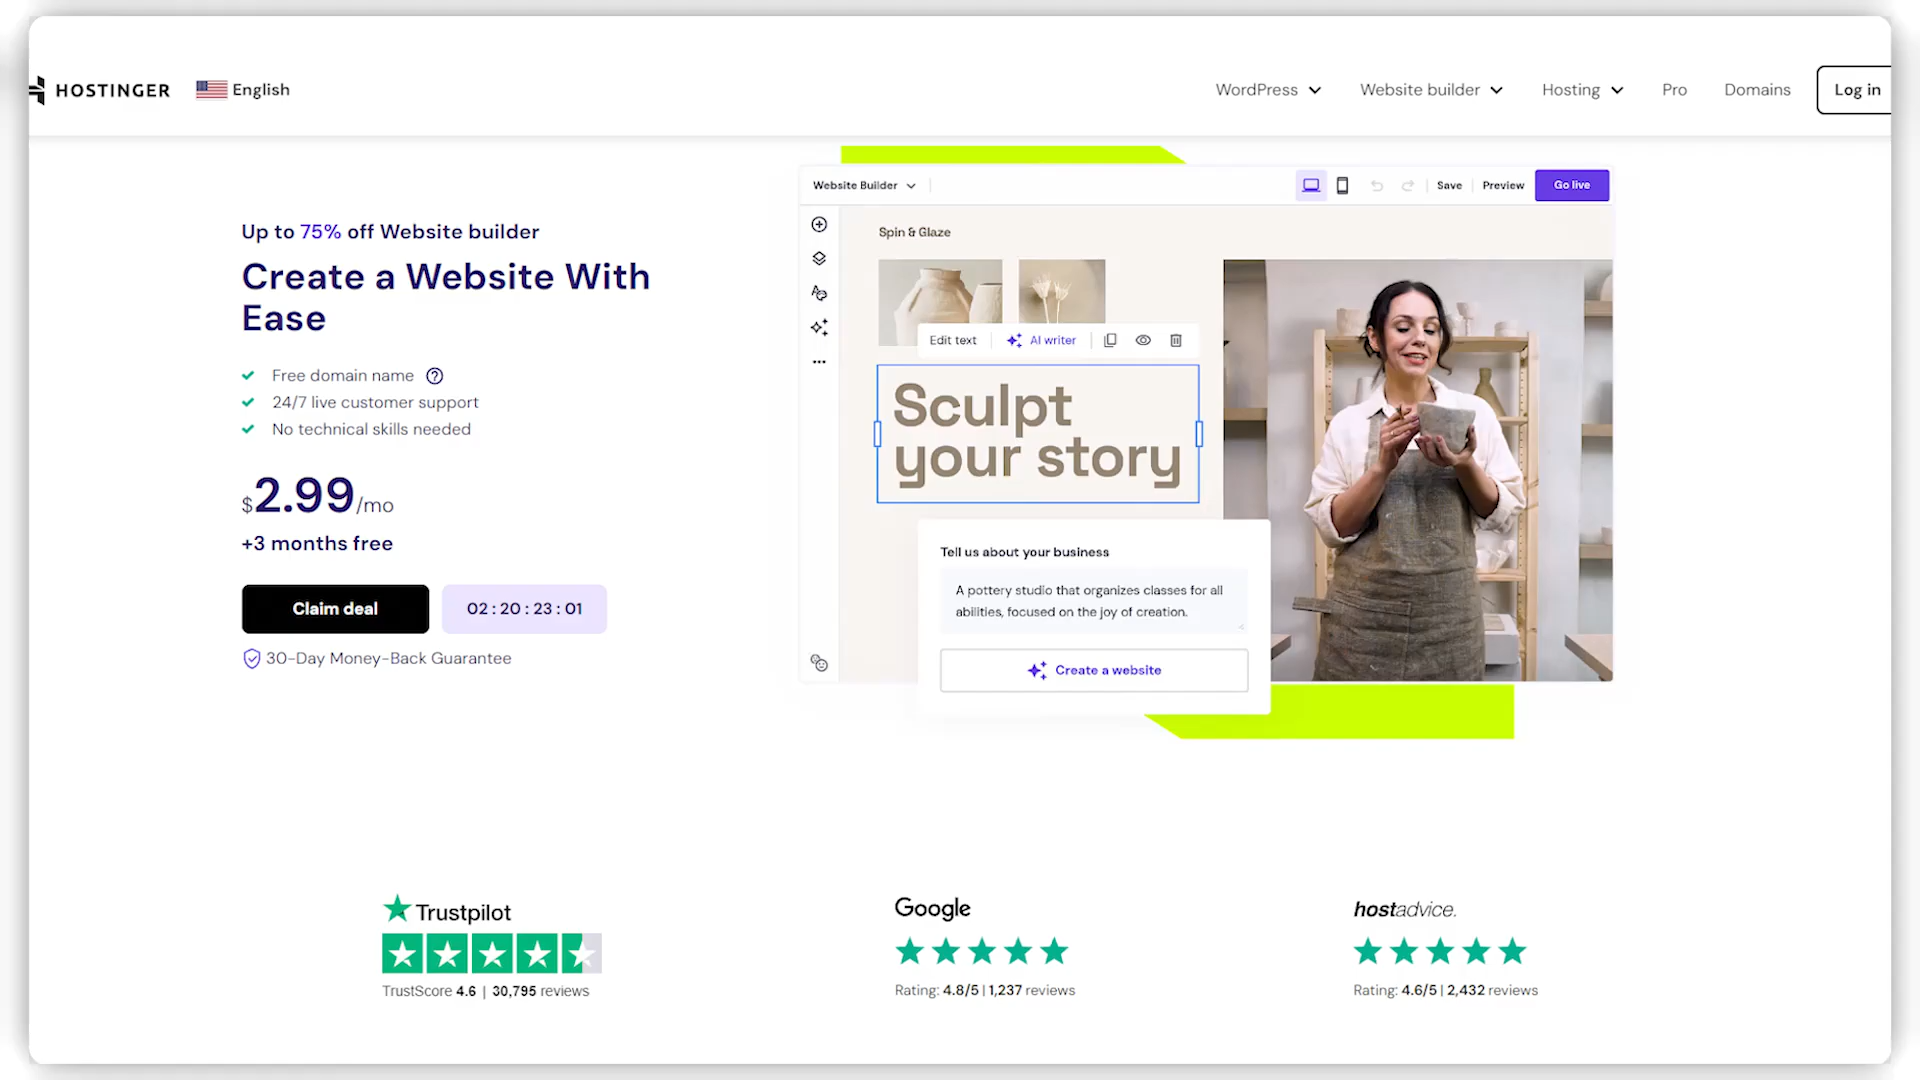 HOSTINGER
English
WordPress
Website builder
Hosting
Pro
Domains
Log in
Up to 75% off Website builder
Create a Website With
Ease
Free domain name
24/7 live customer support
No technical skills needed
$2.99/mo
+3 months free
Claim deal
02 : 20 : 23 : 01
30-Day Money-Back Guarantee
Website Builder
Save
Preview
Go live
Spin & Glaze
Edit text
AI writer
Sculpt
your story
Tell us about your business
A pottery studio that organizes classes for all
abilities, focused on the joy of creation.
Create a website
Trustpilot
TrustScore 4.6 | 30,795 reviews
Google
Rating: 4.8/5 | 1,237 reviews
hostadvice.
Rating: 4.6/5 | 2,432 reviews